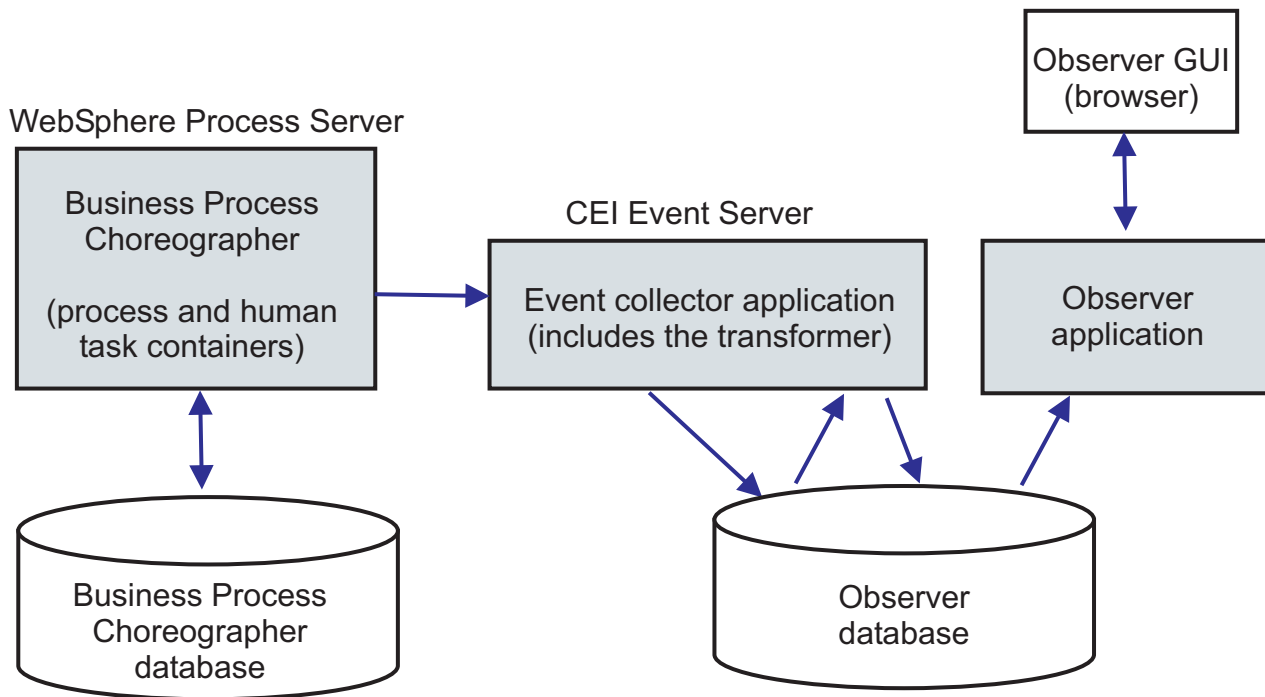 Observer GUI
(browser)
WebSphere Process Server
Business Process
Choreographer
(process and human
task containers)
CEI Event Server
Event collector application
(includes the transformer)
Observer
application
Business Process
Choreographer
database
Observer
database